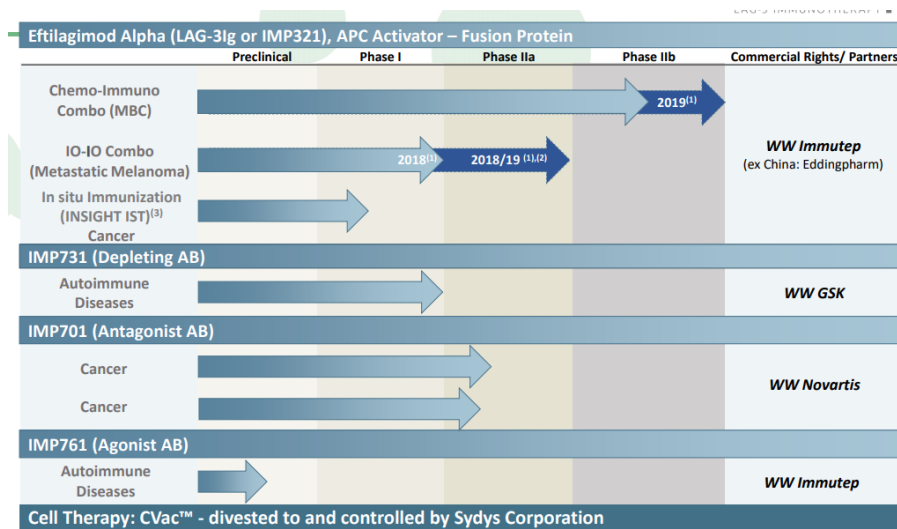 LAG-3 IMMUNOTHERAPY
Eftilagimod Alpha (LAG-3Ig or IMP321), APC Activator – Fusion Protein
Preclinical Phase I Phase IIa Phase IIb Commercial Rights/ Partners
Chemo-Immuno
Combo (MBC)
2019(1)
IO-IO Combo
(Metastatic Melanoma)
2018(1) 2018/19 (1),(2)
WW Immutep
(ex China: Eddingpharm)
In situ Immunization
(INSIGHT IST)(3)
Cancer
IMP731 (Depleting AB)
Autoimmune
Diseases
WW GSK
IMP701 (Antagonist AB)
Cancer
Cancer
WW Novartis
IMP761 (Agonist AB)
Autoimmune
Diseases
WW Immutep
Cell Therapy: CVac™ - divested to and controlled by Sydys Corporation